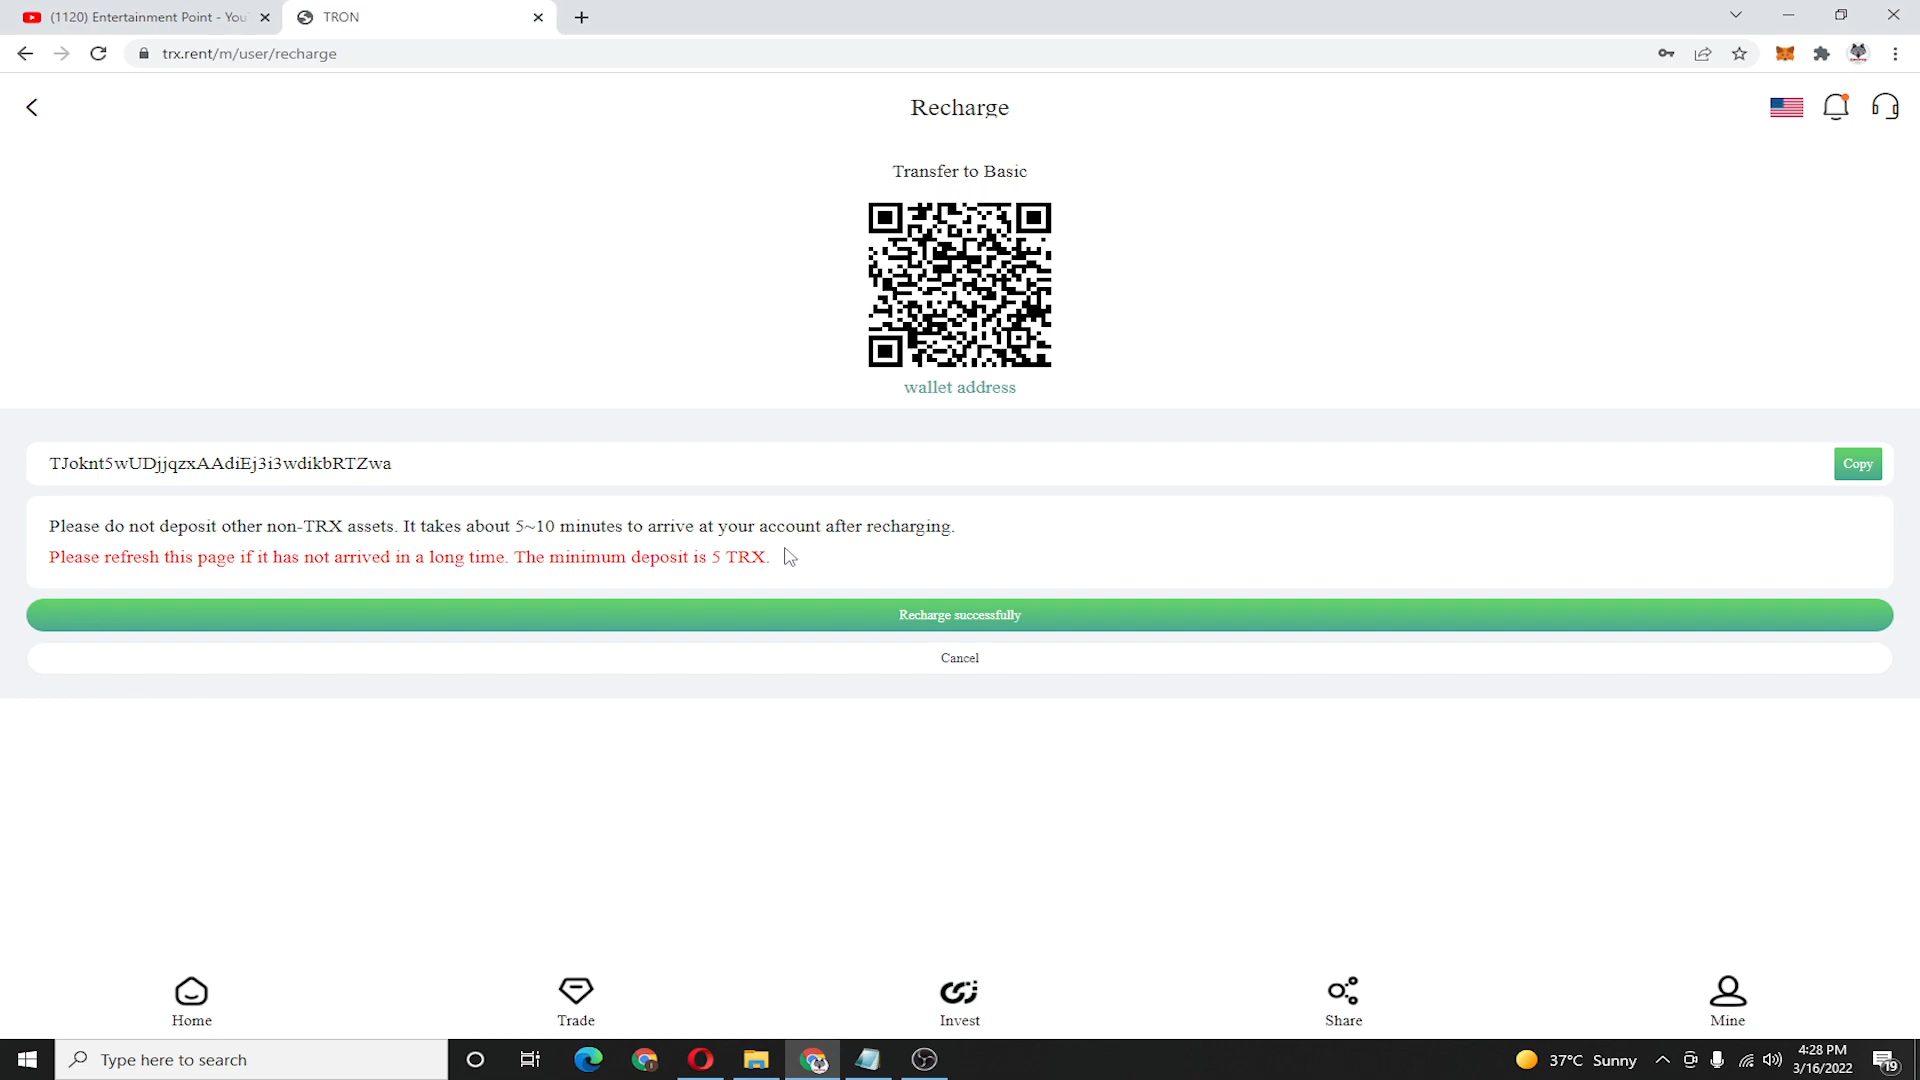 (1120) Entertainment Point - You
TRON
trx.rent/m/user/recharge
Recharge
Transfer to Basic
wallet address
TJoknt5wUDjjqzxAAdiEj3i3wdikbRTZwa
Copy
Please do not deposit other non-TRX assets. It takes about 5~10 minutes to arrive at your account after recharging.
Please refresh this page if it has not arrived in a long time. The minimum deposit is 5 TRX.
Recharge successfully
Cancel
Home
Trade
Invest
Share
Mine
Type here to search
37°C Sunny
4:28 PM
3/16/2022
19